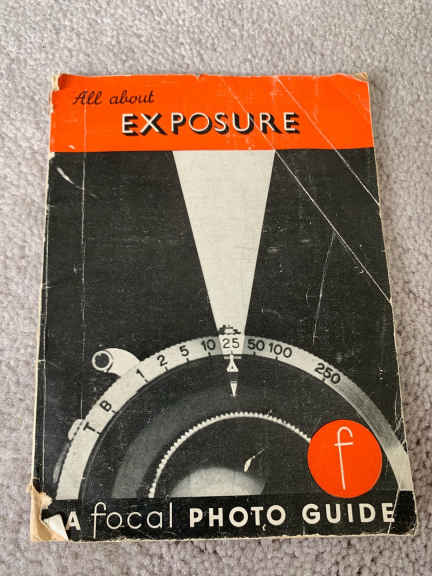 All about
EXPOSURE
T B 1 2 5 10 25 50 100 250
f
A focal PHOTO GUIDE